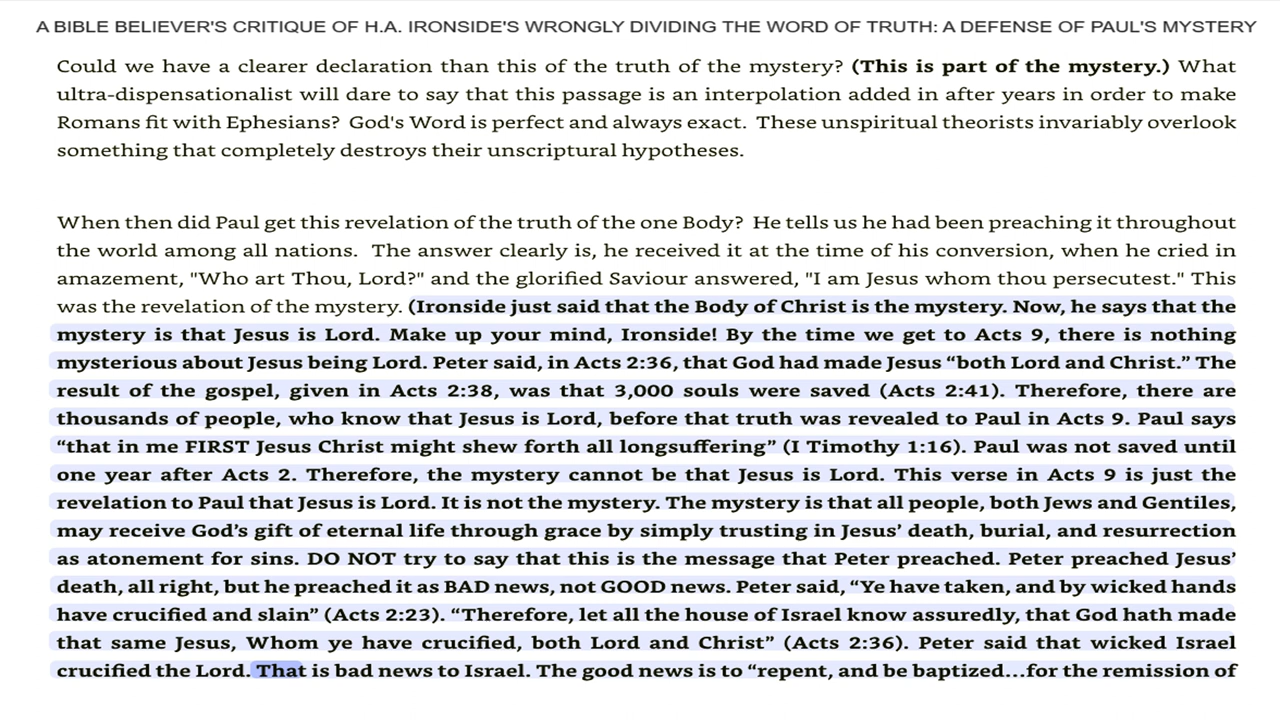 A BIBLE BELIEVER'S CRITIQUE OF H.A. IRONSIDE'S WRONGLY DIVIDING THE WORD OF TRUTH: A DEFENSE OF PAUL'S MYSTERY
Could we have a clearer declaration than this of the truth of the mystery? (This is part of the mystery.) What
ultra-dispensationalist will dare to say that this passage is an interpolation added in after years in order to make
Romans fit with Ephesians? God's Word is perfect and always exact. These unspiritual theorists invariably overlook
something that completely destroys their unscriptural hypotheses.
When then did Paul get this revelation of the truth of the one Body? He tells us he had been preaching it throughout
the world among all nations. The answer clearly is, he received it at the time of his conversion, when he cried in
amazement, "Who art Thou, Lord?" and the glorified Saviour answered, "I am Jesus whom thou persecutest." This
was the revelation of the mystery. (Ironside just said that the Body of Christ is the mystery. Now, he says that the
mystery is that Jesus is Lord. Make up your mind, Ironside! By the time we get to Acts 9, there is nothing
mysterious about Jesus being Lord. Peter said, in Acts 2:36, that God had made Jesus “both Lord and Christ.” The
result of the gospel, given in Acts 2:38, was that 3,000 souls were saved (Acts 2:41). Therefore, there are
thousands of people, who know that Jesus is Lord, before that truth was revealed to Paul in Acts 9. Paul says
“that in me FIRST Jesus Christ might shew forth all longsuffering” (I Timothy 1:16). Paul was not saved until
one year after Acts 2. Therefore, the mystery cannot be that Jesus is Lord. This verse in Acts 9 is just the
revelation to Paul that Jesus is Lord. It is not the mystery. The mystery is that all people, both Jews and Gentiles,
may receive God’s gift of eternal life through grace by simply trusting in Jesus’ death, burial, and resurrection
as atonement for sins. DO NOT try to say that this is the message that Peter preached. Peter preached Jesus’
death, all right, but he preached it as BAD news, not GOOD news. Peter said, “Ye have taken, and by wicked hands
have crucified and slain” (Acts 2:23). “Therefore, let all the house of Israel know assuredly, that God hath made
that same Jesus, Whom ye have crucified, both Lord and Christ” (Acts 2:36). Peter said that wicked Israel
crucified the Lord. That is bad news to Israel. The good news is to “repent, and be baptized…for the remission of